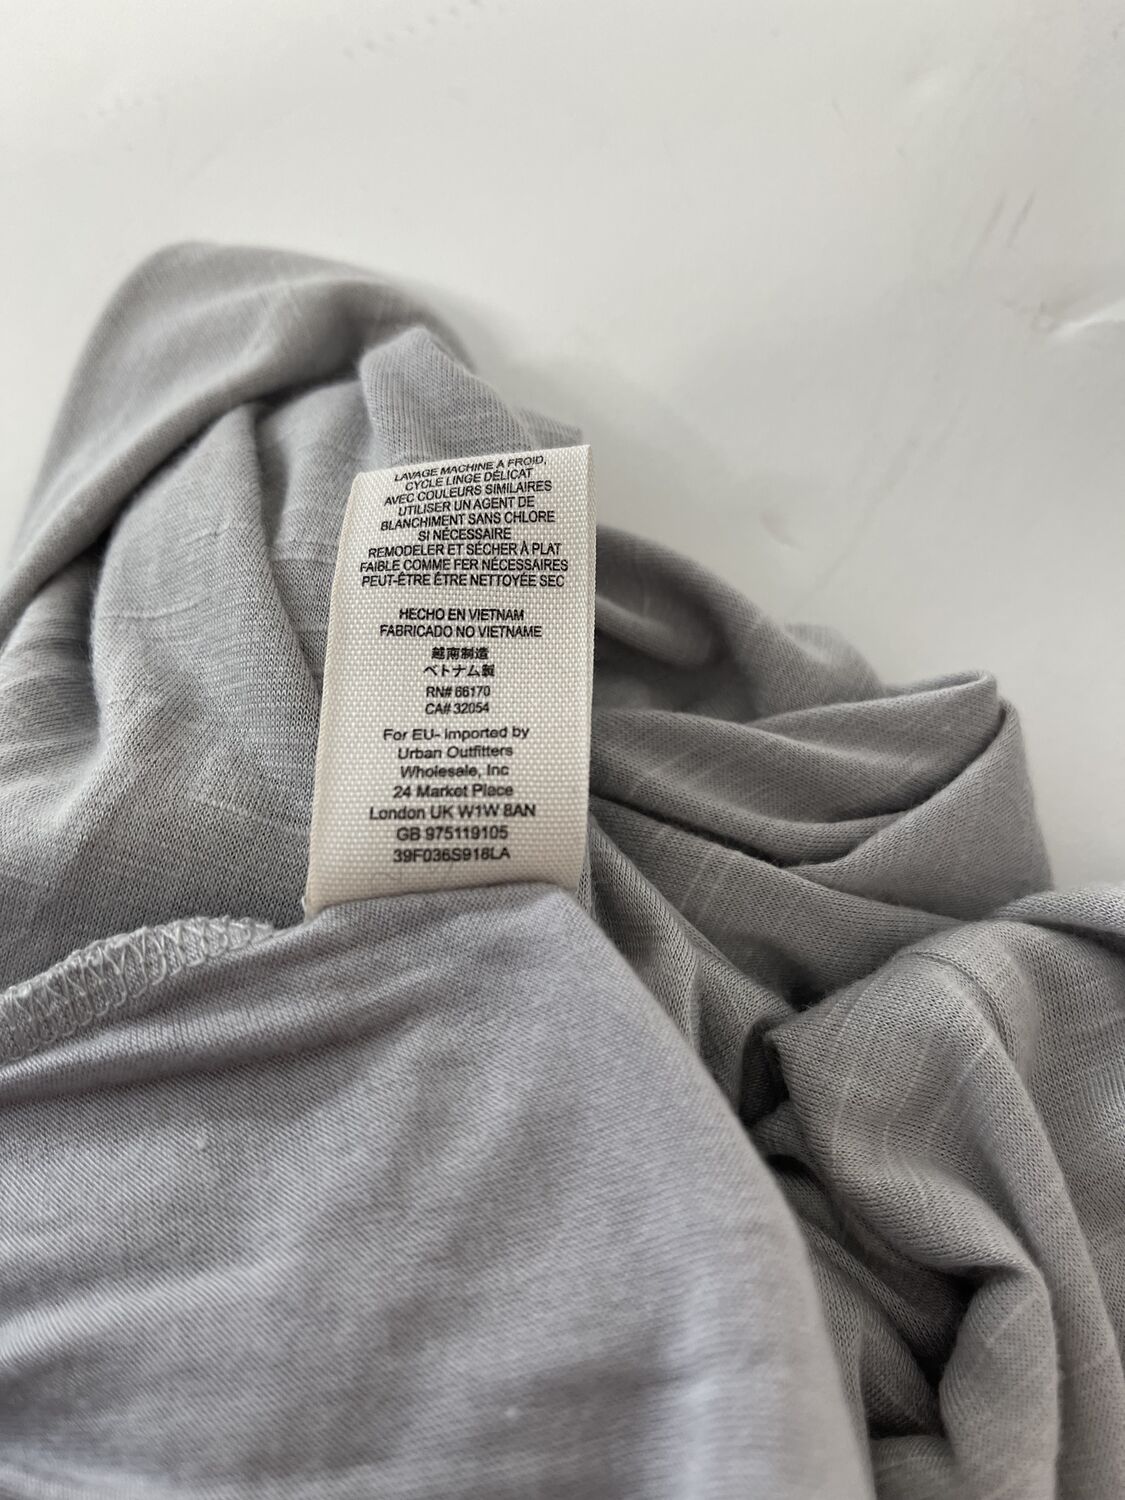 LAVAGE MACHINE À FROID,
CYCLE LINGE DÉLICAT
AVEC COULEURS SIMILAIRES
UTILISER UN AGENT DE
BLANCHIMENT SANS CHLORE
SI NÉCESSAIRE
REMODELER ET SÉCHER À PLAT
FAIBLE COMME FER NÉCESSAIRES
PEUT-ÊTRE ÊTRE NETTOYÉE SEC
HECHO EN VIETNAM
FABRICADO NO VIETNAME
越南制造
ベトナム製
RN# 66170
CA# 32054
For EU- Imported by
Urban Outfitters
Wholesale, Inc
24 Market Place
London UK W1W 8AN
GB 975119105
39F036S918LA